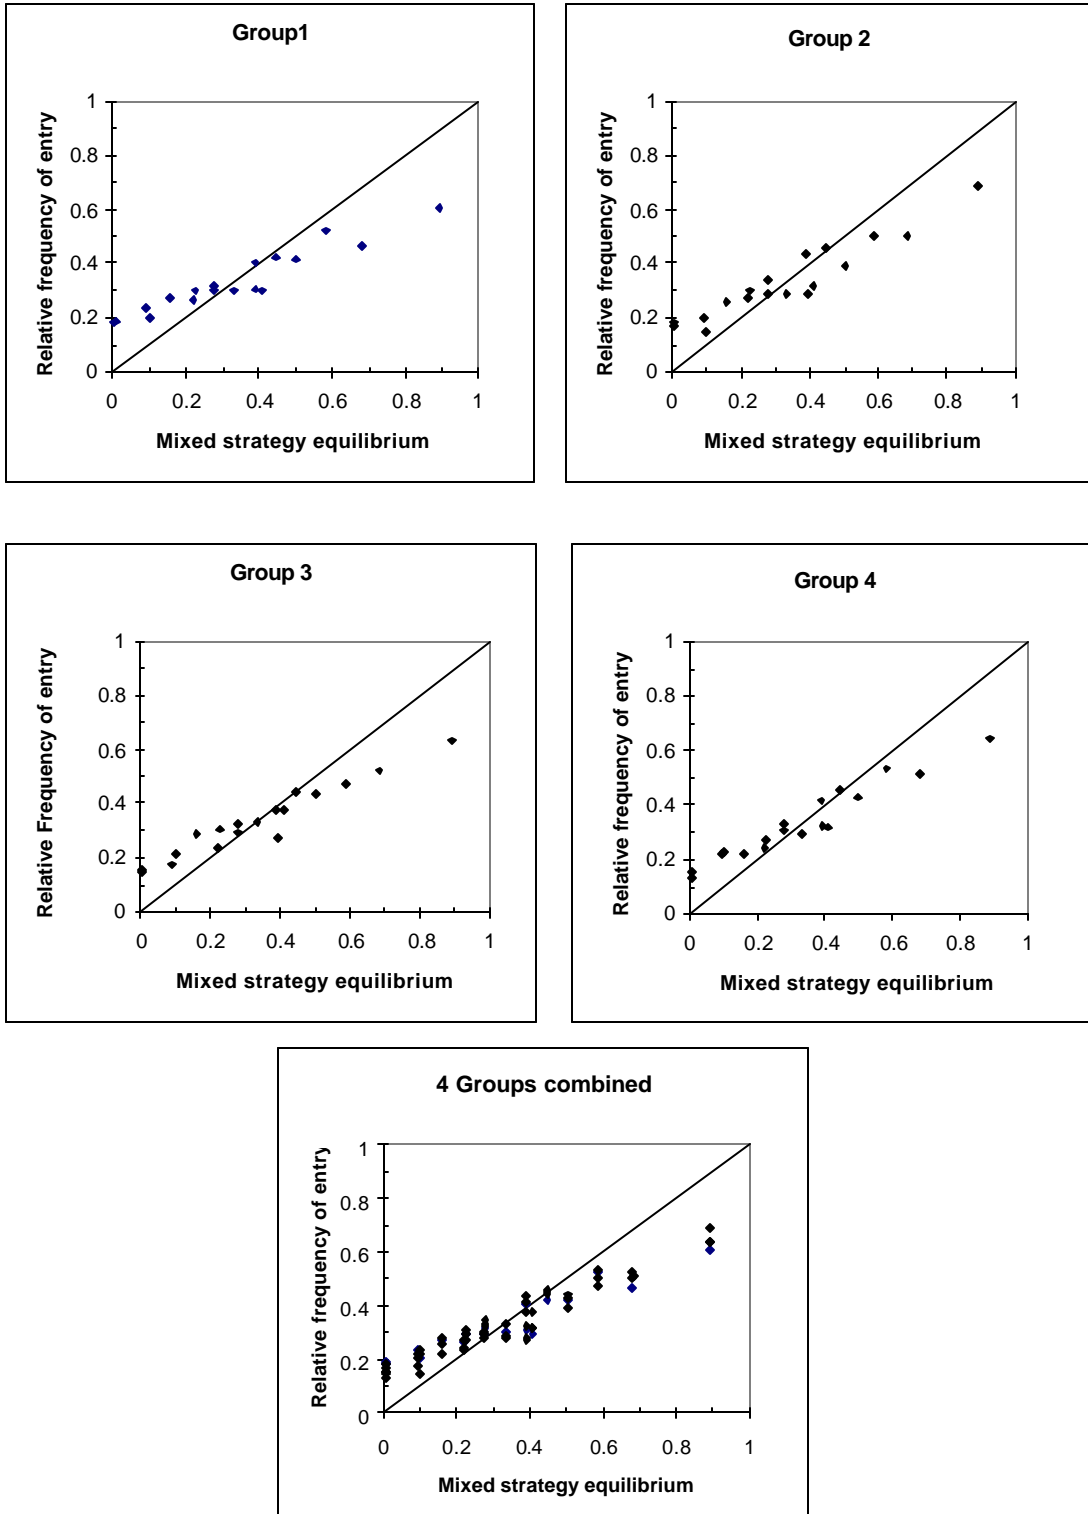 Group1
Relative frequency of entry
1
0.8
0.6
0.4
0.2
0
0 0.2 0.4 0.6 0.8 1
Mixed strategy equilibrium
Group 2
Relative frequency of entry
1
0.8
0.6
0.4
0.2
0
0 0.2 0.4 0.6 0.8 1
Mixed strategy equilibrium
Group 3
Relative Frequency of entry
1
0.8
0.6
0.4
0.2
0
0 0.2 0.4 0.6 0.8 1
Mixed strategy equilibrium
Group 4
Relative frequency of entry
1
0.8
0.6
0.4
0.2
0
0 0.2 0.4 0.6 0.8 1
Mixed strategy equilibrium
4 Groups combined
Relative frequency of entry
1
0.8
0.6
0.4
0.2
0
0 0.2 0.4 0.6 0.8 1
Mixed strategy equilibrium